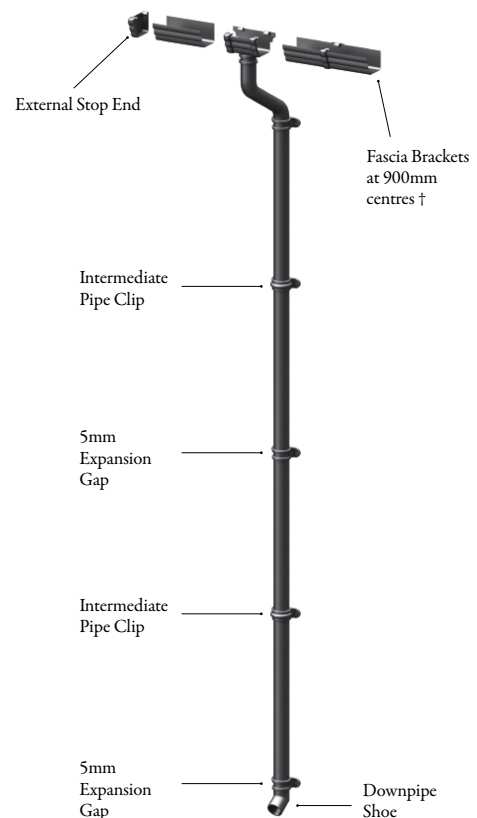 External Stop End
Fascia Brackets
at 900mm
centres †
Intermediate
Pipe Clip
5mm
Expansion
Gap
Intermediate
Pipe Clip
5mm
Expansion
Gap
Downpipe
Shoe